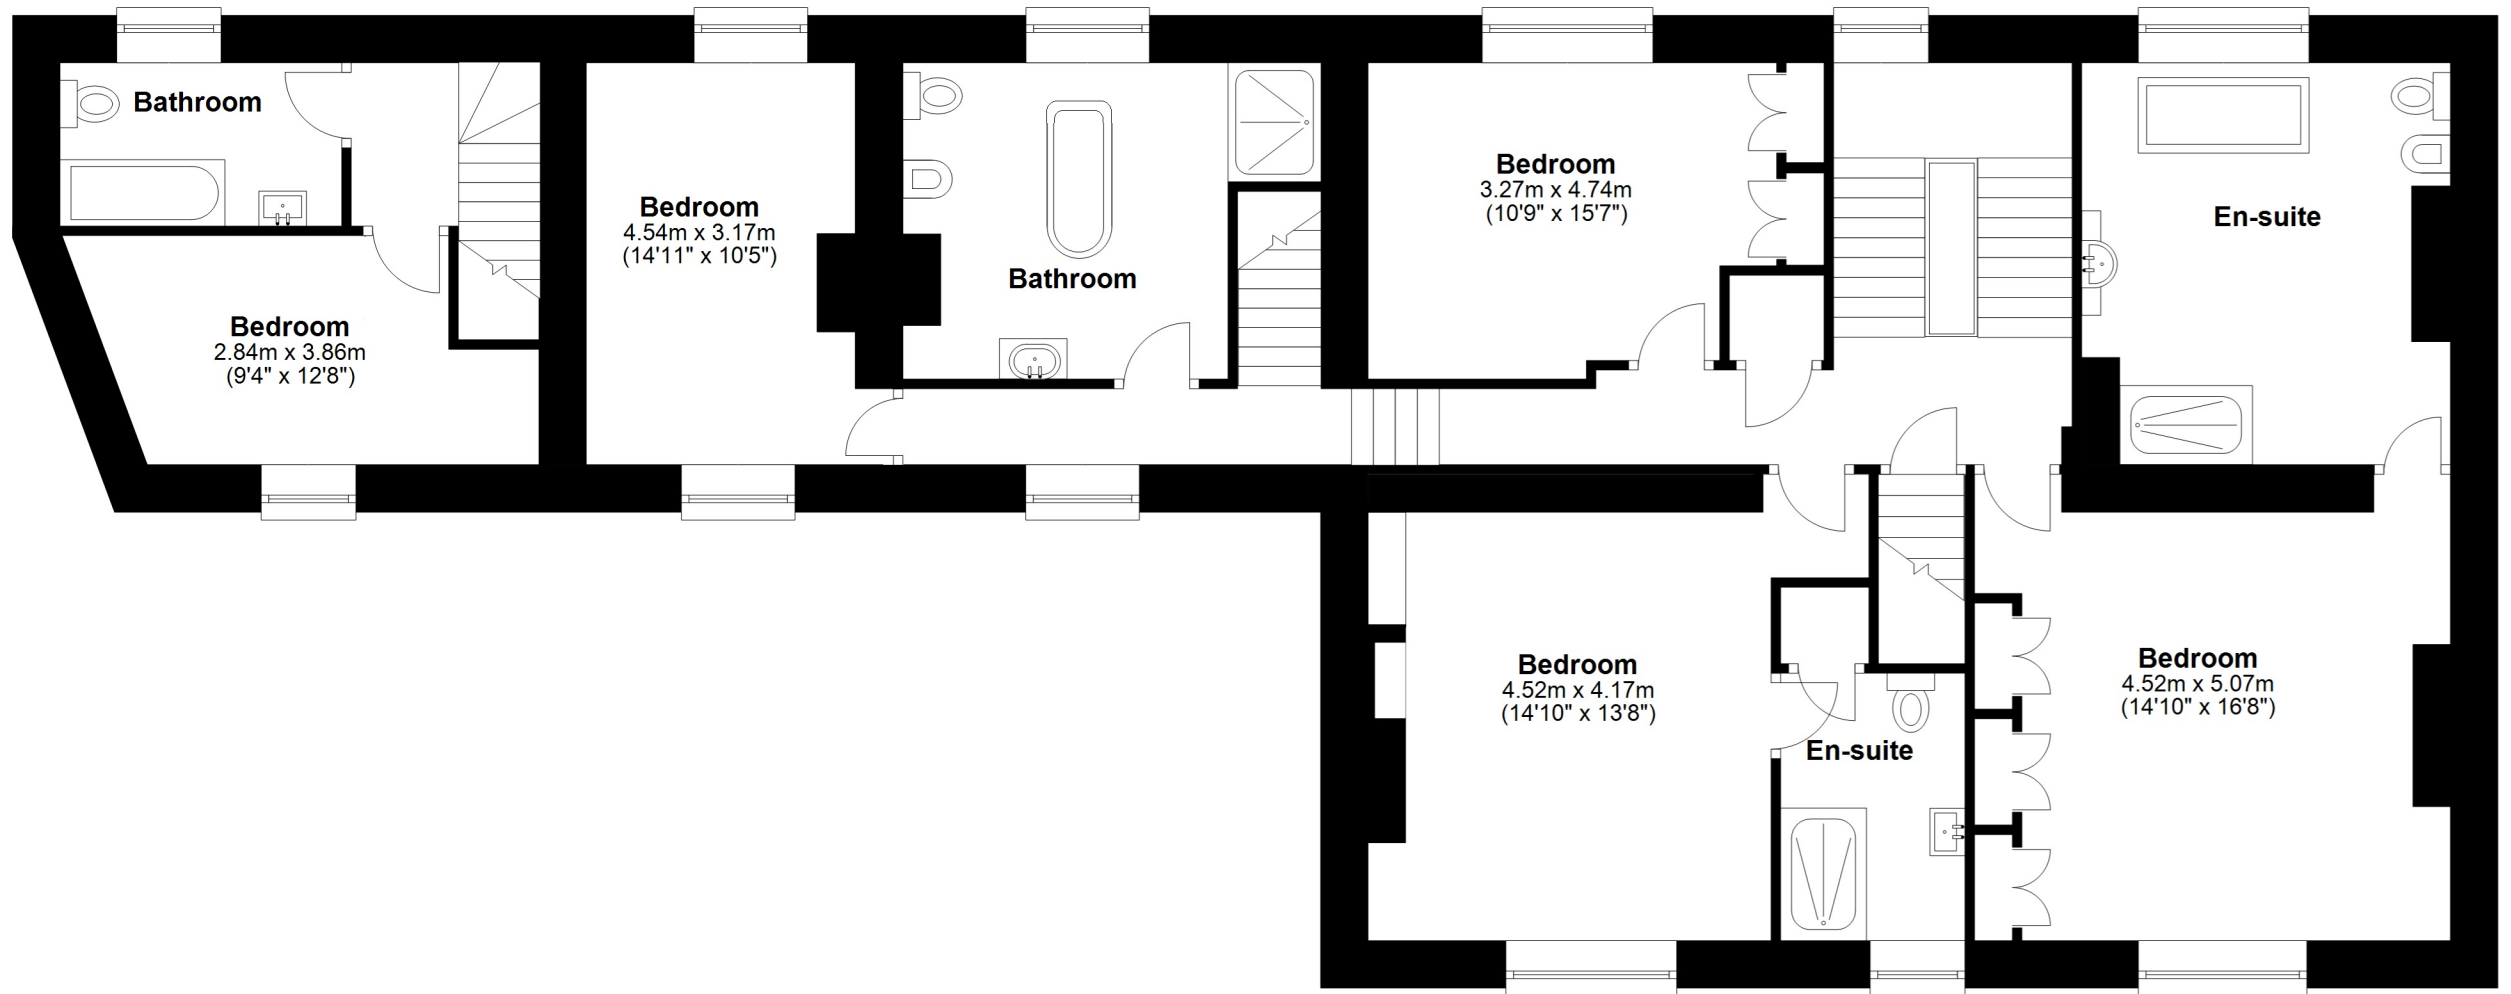 Bathroom
Bedroom
2.84m x 3.86m
(9'4" x 12'8")
Bedroom
4.54m x 3.17m
(14'11" x 10'5")
Bathroom
Bedroom
3.27m x 4.74m
(10'9" x 15'7")
En-suite
Bedroom
4.52m x 4.17m
(14'10" x 13'8")
En-suite
Bedroom
4.52m x 5.07m
(14'10" x 16'8")